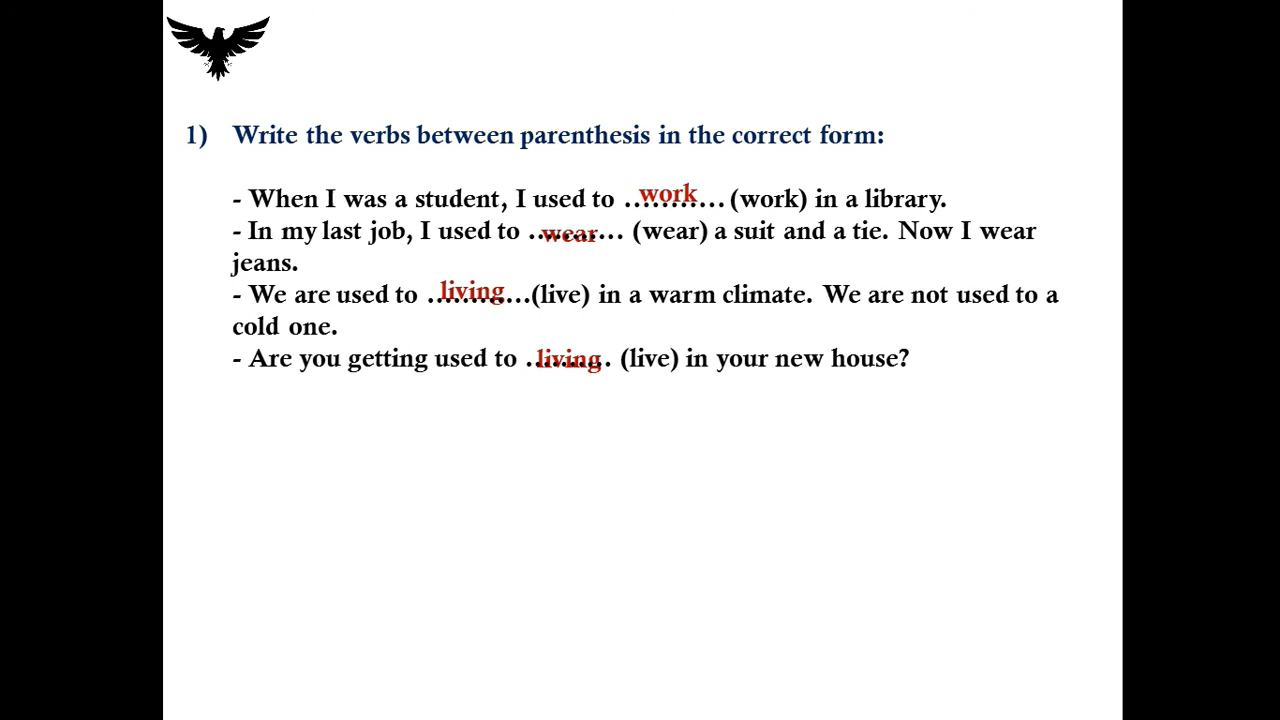 1) Write the verbs between parenthesis in the correct form:
- When I was a student, I used to ...work... (work) in a library.
- In my last job, I used to ...wear... (wear) a suit and a tie. Now I wear
jeans.
- We are used to ...living...(live) in a warm climate. We are not used to a
cold one.
- Are you getting used to ...living... (live) in your new house?